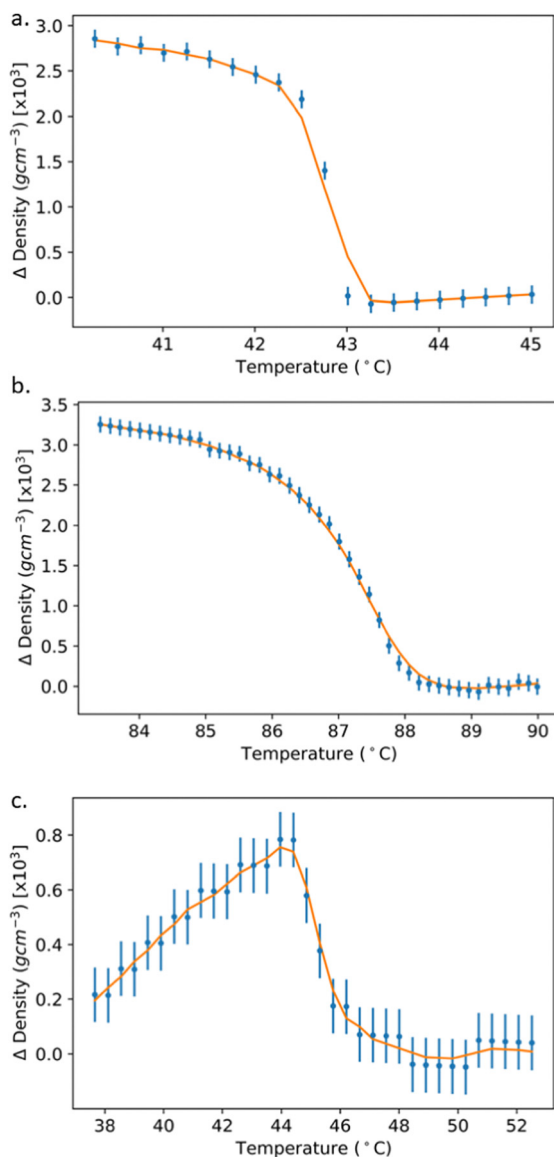 a.
3.0
2.5
2.0
1.5
1.0
0.5
0.0
Δ Density (gcm⁻³) [x10³]
41 42 43 44 45
Temperature (°C)
b.
3.5
3.0
2.5
2.0
1.5
1.0
0.5
0.0
Δ Density (gcm⁻³) [x10³]
84 85 86 87 88 89 90
Temperature (°C)
c.
0.8
0.6
0.4
0.2
0.0
Δ Density (gcm⁻³) [x10³]
38 40 42 44 46 48 50 52
Temperature (°C)